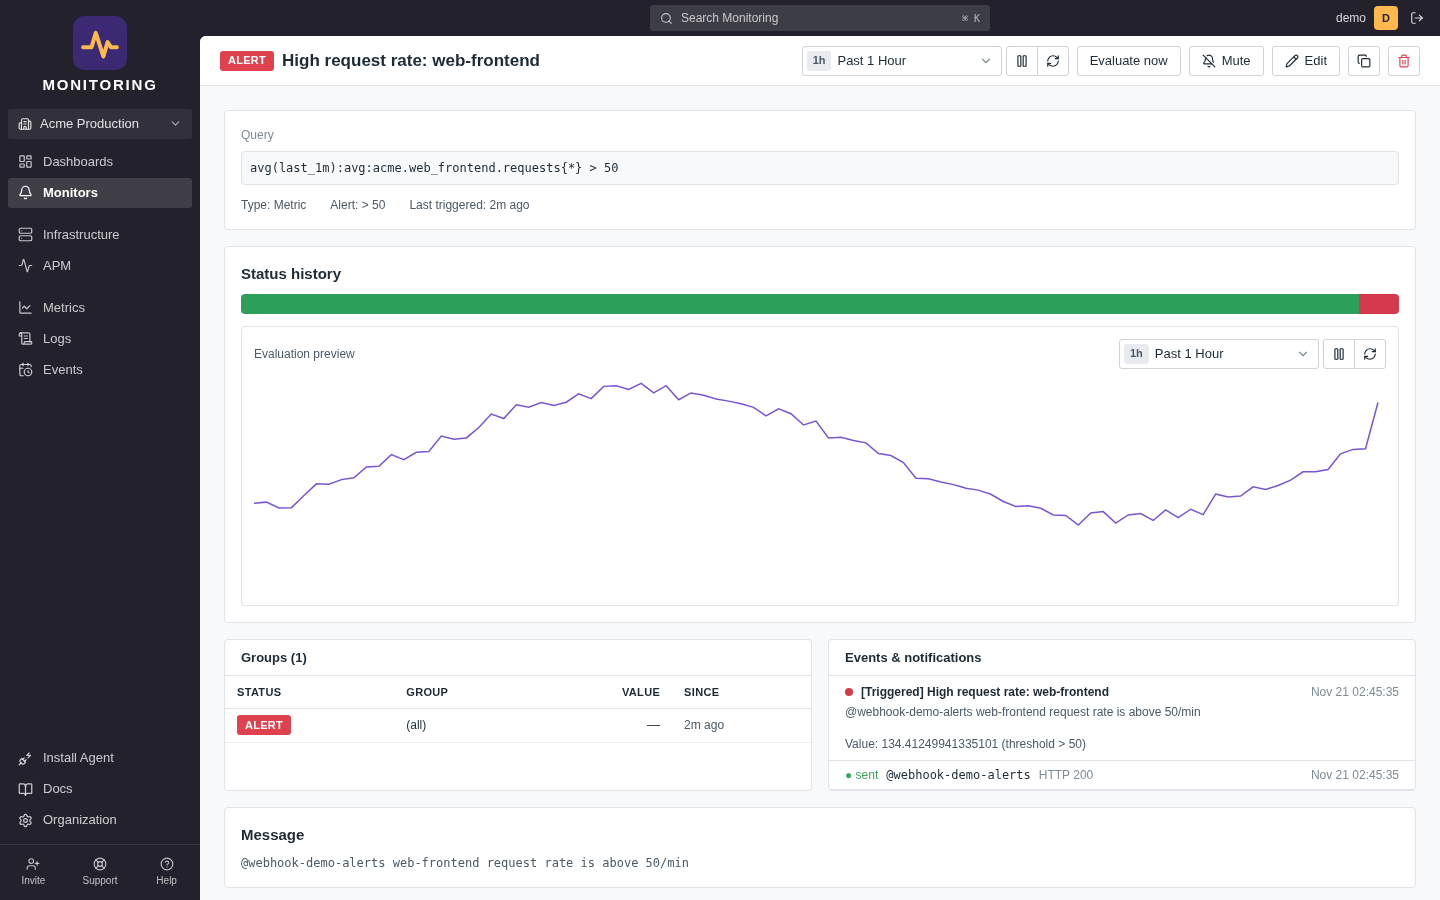 Search Monitoring
⌘ K
demo
D
MONITORING
Acme Production
Dashboards
Monitors
Infrastructure
APM
Metrics
Logs
Events
Install Agent
Docs
Organization
Invite
Support
Help
ALERT High request rate: web-frontend
1h Past 1 Hour
Evaluate now
Mute
Edit
Query
avg(last_1m):avg:acme.web_frontend.requests{*} > 50
Type: Metric Alert: > 50 Last triggered: 2m ago
Status history
Evaluation preview
1h Past 1 Hour
Groups (1)
STATUS GROUP VALUE SINCE
ALERT (all) — 2m ago
Events & notifications
[Triggered] High request rate: web-frontend Nov 21 02:45:35
@webhook-demo-alerts web-frontend request rate is above 50/min
Value: 134.41249941335101 (threshold > 50)
● sent @webhook-demo-alerts HTTP 200 Nov 21 02:45:35
Message
@webhook-demo-alerts web-frontend request rate is above 50/min